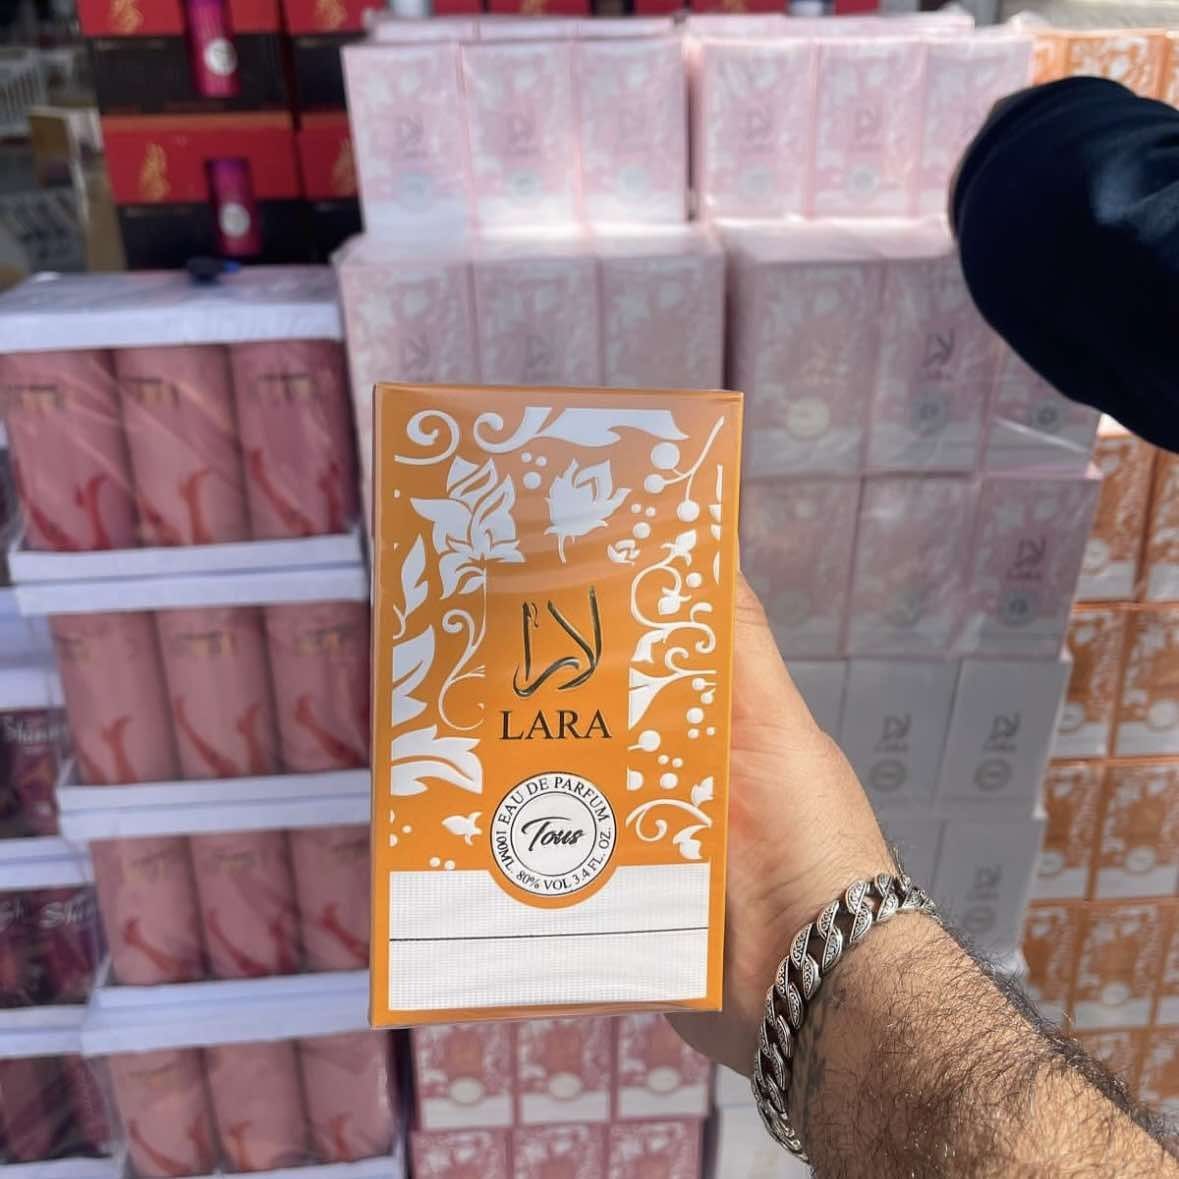 لارا
LARA
EAU DE PARFUM
Tous
100ML. 80% VOL 3.4 FL. OZ.